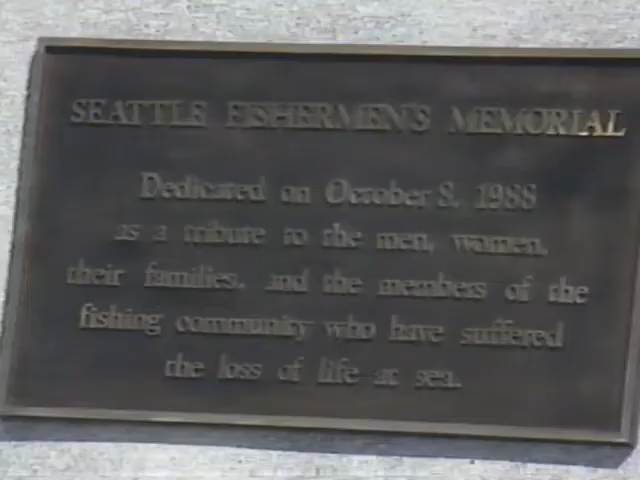 SEATTLE FISHERMEN'S MEMORIAL
Dedicated on October 8, 1988
as a tribute to the men, women,
their families, and the members of the
fishing community who have suffered
the loss of life at sea.